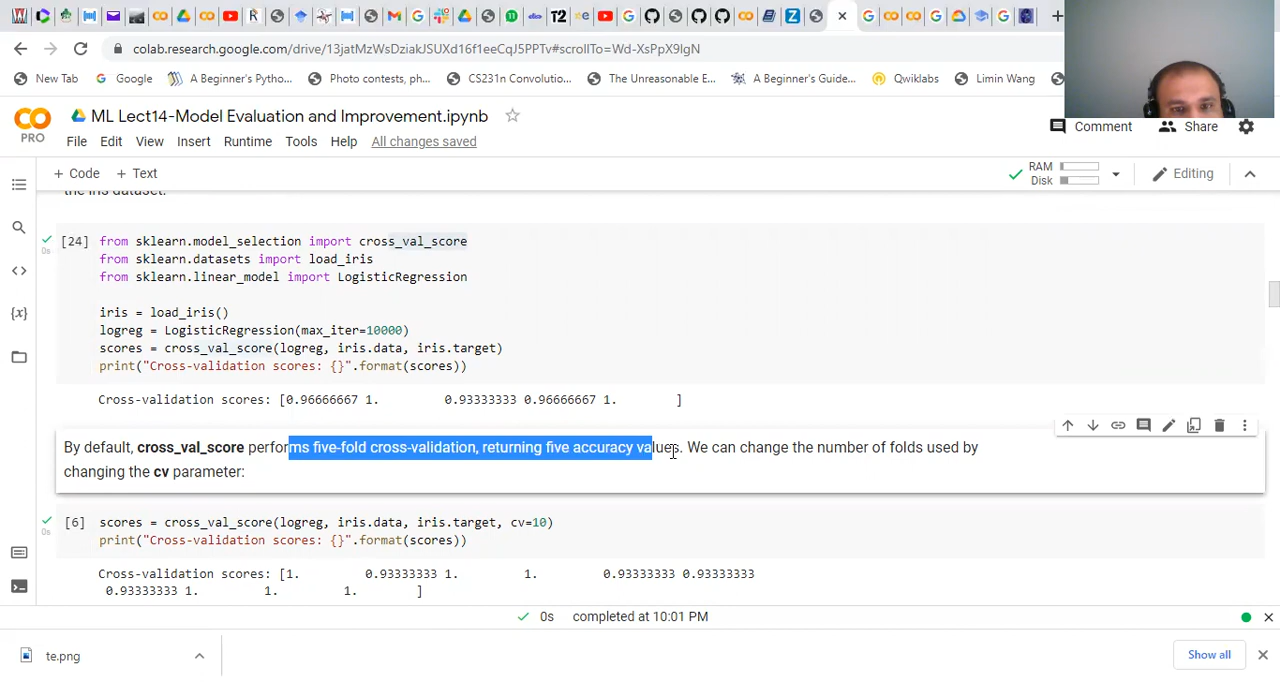 colab.research.google.com/drive/13jatMzWsDziakJSUXd16f1eeCqJ5PPTv#scrollTo=Wd-XsPpX9IgN
New Tab Google A Beginner's Pytho... Photo contests, ph... CS231n Convolutio... The Unreasonable E... A Beginner's Guide... Qwiklabs Limin Wang
CO PRO
ML Lect14-Model Evaluation and Improvement.ipynb
File Edit View Insert Runtime Tools Help All changes saved
Comment Share
+ Code + Text
RAM
Disk
Editing
the iris dataset.
[24] from sklearn.model_selection import cross_val_score
0s
from sklearn.datasets import load_iris
from sklearn.linear_model import LogisticRegression
iris = load_iris()
logreg = LogisticRegression(max_iter=10000)
scores = cross_val_score(logreg, iris.data, iris.target)
print("Cross-validation scores: {}".format(scores))
Cross-validation scores: [0.96666667 1. 0.93333333 0.96666667 1. ]
By default, cross_val_score performs five-fold cross-validation, returning five accuracy values. We can change the number of folds used by
changing the cv parameter:
[6] scores = cross_val_score(logreg, iris.data, iris.target, cv=10)
0s
print("Cross-validation scores: {}".format(scores))
Cross-validation scores: [1. 0.93333333 1. 1. 0.93333333 0.93333333
0.93333333 1. 1. 1. ]
0s completed at 10:01 PM
te.png
Show all